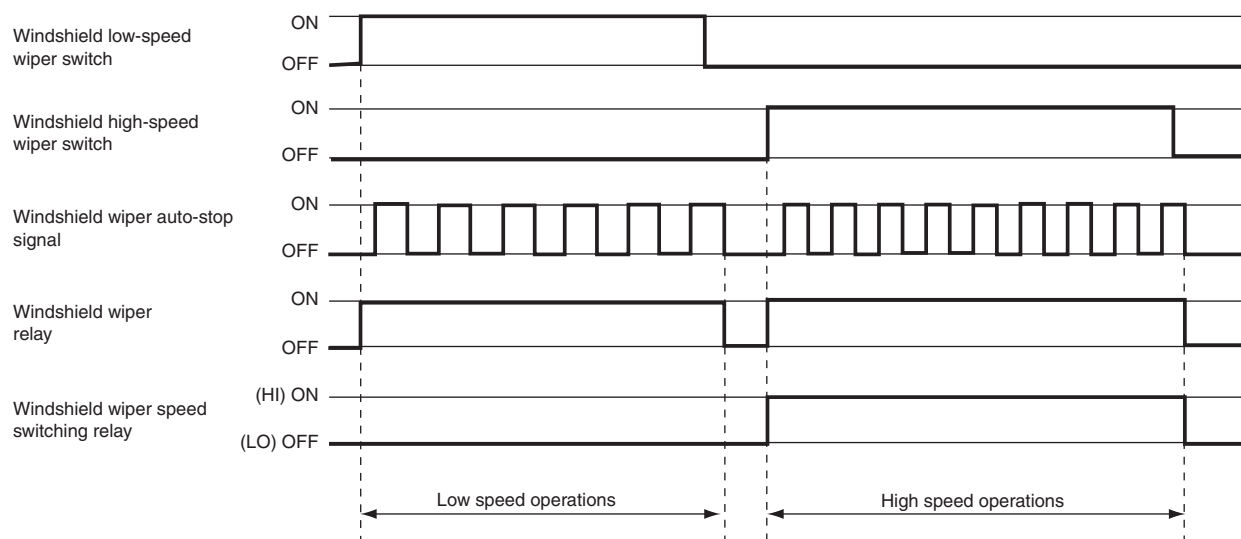 Windshield low-speed
wiper switch
ON
OFF
Windshield high-speed
wiper switch
ON
OFF
Windshield wiper auto-stop
signal
ON
OFF
Windshield wiper
relay
ON
OFF
Windshield wiper speed
switching relay
(HI) ON
(LO) OFF
Low speed operations
High speed operations